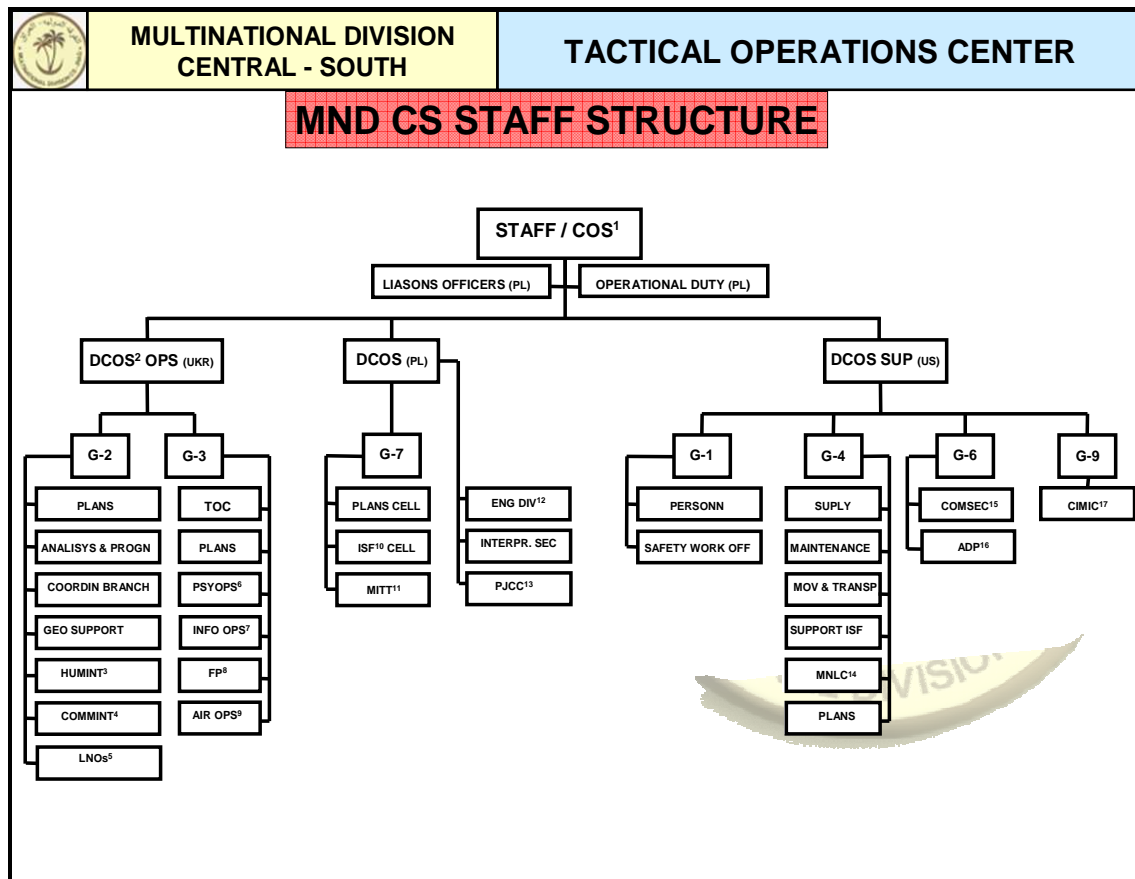 MULTINATIONAL DIVISION
CENTRAL - SOUTH
TACTICAL OPERATIONS CENTER
MND CS STAFF STRUCTURE
STAFF / COS¹
LIASONS OFFICERS (PL)
OPERATIONAL DUTY (PL)
DCOS² OPS (UKR)
DCOS (PL)
DCOS SUP (US)
G-2
G-3
G-7
G-1
G-4
G-6
G-9
PLANS
ANALISYS & PROGN
COORDIN BRANCH
GEO SUPPORT
HUMINT³
COMMINT⁴
LNOs⁵
TOC
PLANS
PSYOPS⁶
INFO OPS⁷
FP⁸
AIR OPS⁹
PLANS CELL
ISF¹⁰ CELL
MITT¹¹
ENG DIV¹²
INTERPR. SEC
PJCC¹³
PERSONN
SAFETY WORK OFF
SUPLY
MAINTENANCE
MOV & TRANSP
SUPPORT ISF
MNLC¹⁴
PLANS
COMSEC¹⁵
ADP¹⁶
CIMIC¹⁷
DIVISION